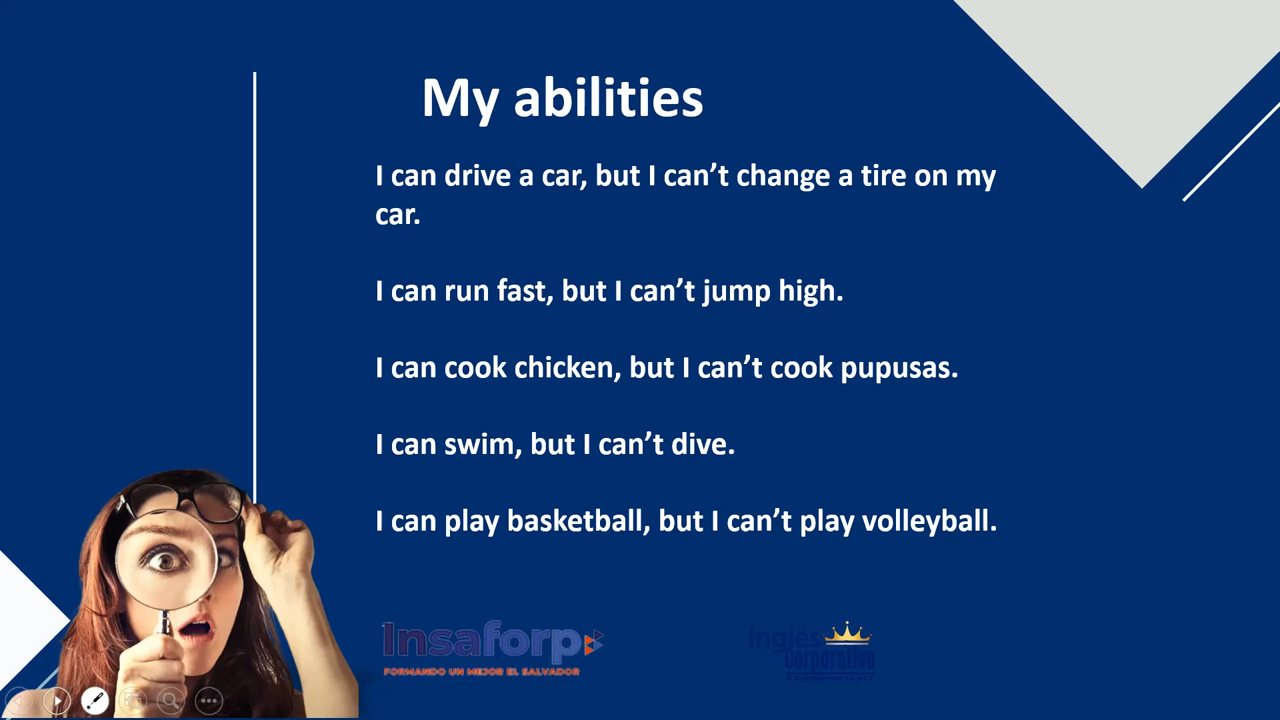 My abilities
I can drive a car, but I can’t change a tire on my
car.
I can run fast, but I can’t jump high.
I can cook chicken, but I can’t cook pupusas.
I can swim, but I can’t dive.
I can play basketball, but I can’t play volleyball.
Insaforp
FORMANDO UN MEJOR EL SALVADOR
Inglés
Corporativo